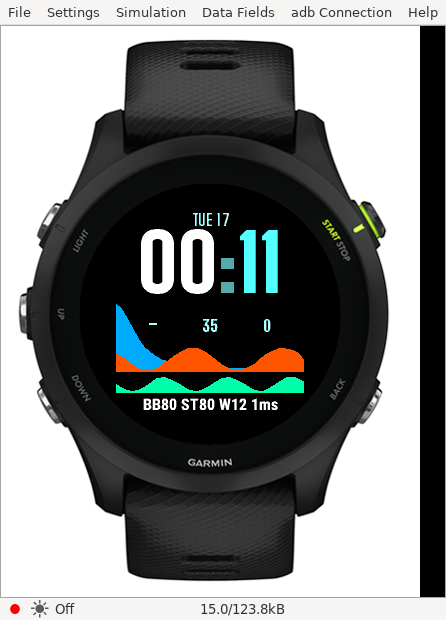 File Settings Simulation Data Fields adb Connection Help
TUE 17
START STOP
LIGHT
00:11
UP
– 35 0
DOWN
BACK
BB80 ST80 W12 1ms
GARMIN
Off 15.0/123.8kB